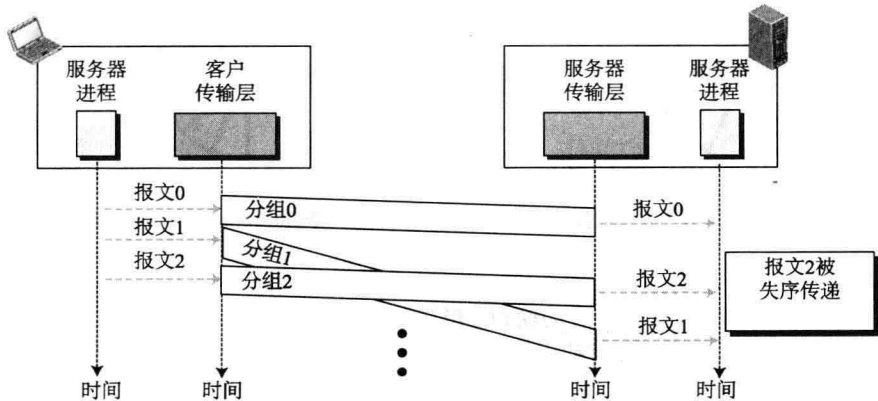 服务器
进程
客户
传输层
服务器
传输层
服务器
进程
报文0
分组0
报文0
报文1
分组1
报文2
分组2
报文2
报文1
报文2被
失序传递
时间
时间
时间
时间